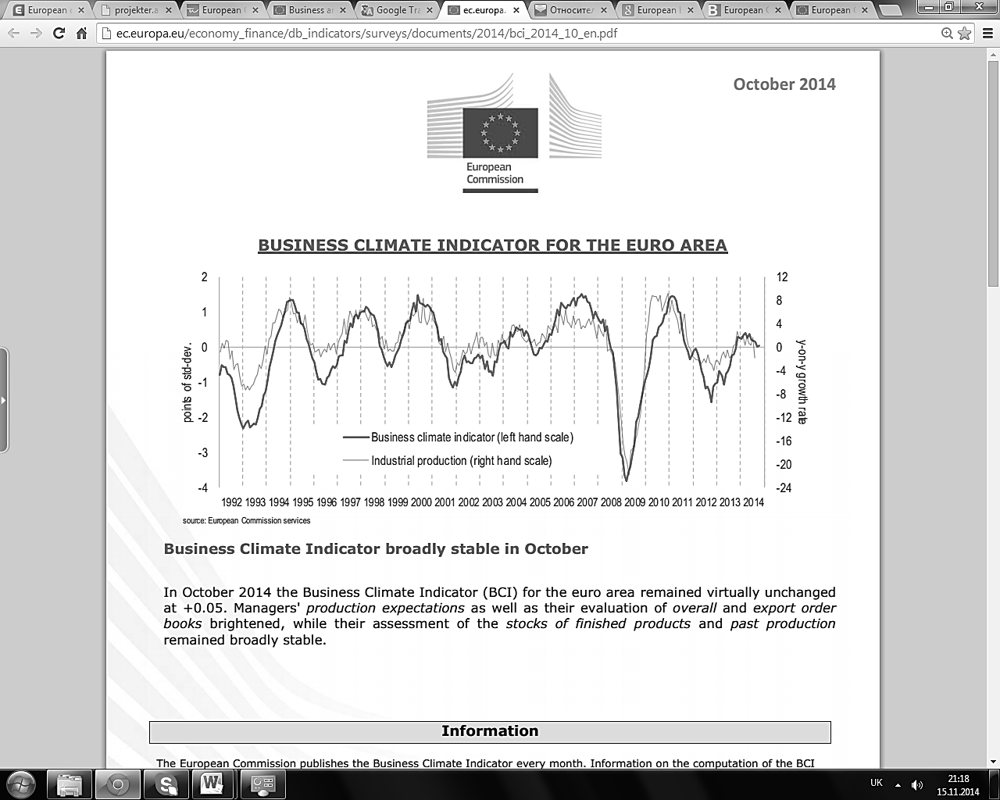 European
projekter.a
European
Business a
Google Tra
ec.europa.
Относител
European
European
European
ec.europa.eu/economy_finance/db_indicators/surveys/documents/2014/bci_2014_10_en.pdf
October 2014
European
Commission
BUSINESS CLIMATE INDICATOR FOR THE EURO AREA
2 12
1 8
0 4
-1 0
-2 -4
-3 -8
-4 -12
-16
-20
-24
points of std-dev.
y-on-y growth rate
Business climate indicator (left hand scale)
Industrial production (right hand scale)
1992 1993 1994 1995 1996 1997 1998 1999 2000 2001 2002 2003 2004 2005 2006 2007 2008 2009 2010 2011 2012 2013 2014
source: European Commission services
Business Climate Indicator broadly stable in October
In October 2014 the Business Climate Indicator (BCI) for the euro area remained virtually unchanged
at +0.05. Managers' production expectations as well as their evaluation of overall and export order
books brightened, while their assessment of the stocks of finished products and past production
remained broadly stable.
Information
The European Commission publishes the Business Climate Indicator every month. Information on the computation of the BCI
UK
21:18
15.11.2014